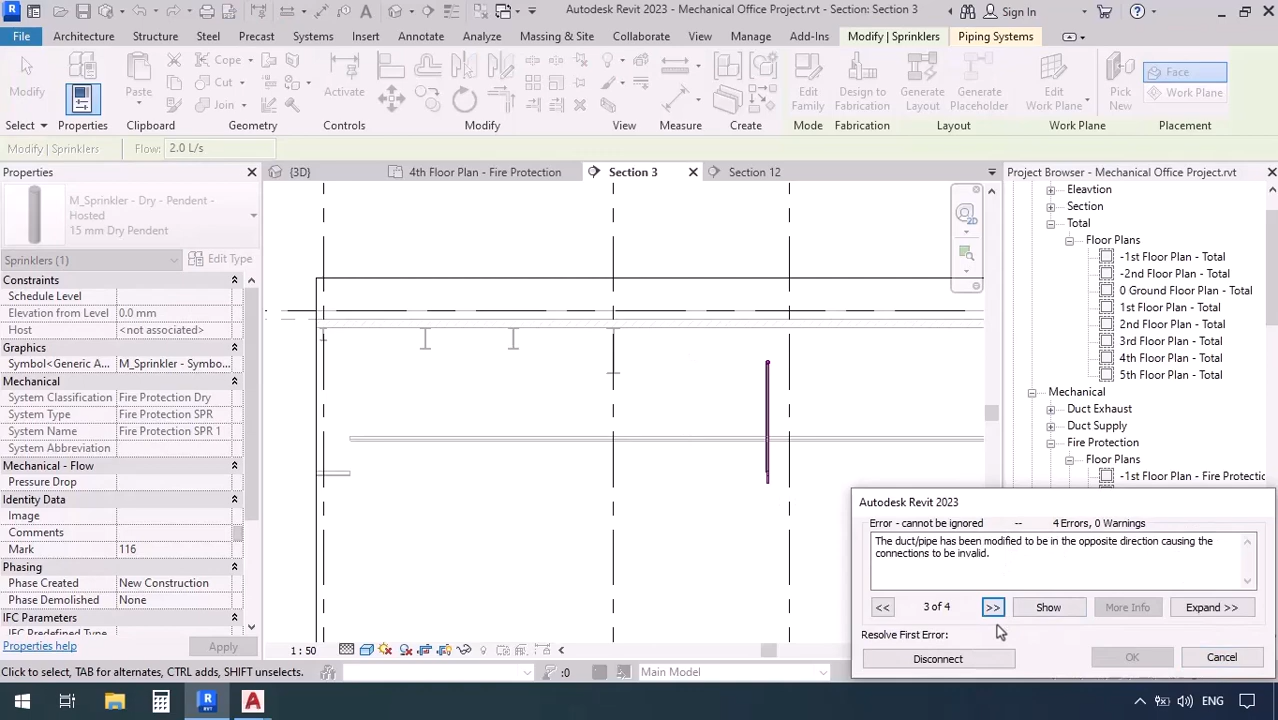 Autodesk Revit 2023 - Mechanical Office Project.rvt - Section: Section 3
Sign In
File
Architecture
Structure
Steel
Precast
Systems
Insert
Annotate
Analyze
Massing & Site
Collaborate
View
Manage
Add-Ins
Modify | Sprinklers
Piping Systems
Modify
Paste
Cope
Cut
Join
Activate
Edit
Family
Design to
Fabrication
Generate
Layout
Generate
Placeholder
Edit
Work Plane
Pick
New
Face
Work Plane
Select
Properties
Clipboard
Geometry
Controls
Modify
View
Measure
Create
Mode
Fabrication
Layout
Work Plane
Placement
Modify | Sprinklers
Flow: 2.0 L/s
Properties
{3D}
4th Floor Plan - Fire Protection
Section 3
Section 12
Project Browser - Mechanical Office Project.rvt
M_Sprinkler - Dry - Pendent -
Hosted
15 mm Dry Pendent
Sprinklers (1)
Edit Type
Constraints
Schedule Level
Elevation from Level 0.0 mm
Host <not associated>
Graphics
Symbol<Generic A... M_Sprinkler - Symbo...
Mechanical
System Classification Fire Protection Dry
System Type Fire Protection SPR
System Name Fire Protection SPR 1
System Abbreviation
Mechanical - Flow
Pressure Drop
Identity Data
Image
Comments
Mark 116
Phasing
Phase Created New Construction
Phase Demolished None
IFC Parameters
Properties help
Apply
2D
Eleavtion
Section
Total
Floor Plans
-1st Floor Plan - Total
-2nd Floor Plan - Total
0 Ground Floor Plan - Total
1st Floor Plan - Total
2nd Floor Plan - Total
3rd Floor Plan - Total
4th Floor Plan - Total
5th Floor Plan - Total
Mechanical
Duct Exhaust
Duct Supply
Fire Protection
Floor Plans
-1st Floor Plan - Fire Protectio
Autodesk Revit 2023
Error - cannot be ignored -- 4 Errors, 0 Warnings
The duct/pipe has been modified to be in the opposite direction causing the
connections to be invalid.
<< 3 of 4 >> Show More Info Expand >>
Resolve First Error:
Disconnect
OK
Cancel
1 : 50
Click to select, TAB for alternates, CTRL adds, SHIFT unselects.
:0
Main Model
ENG